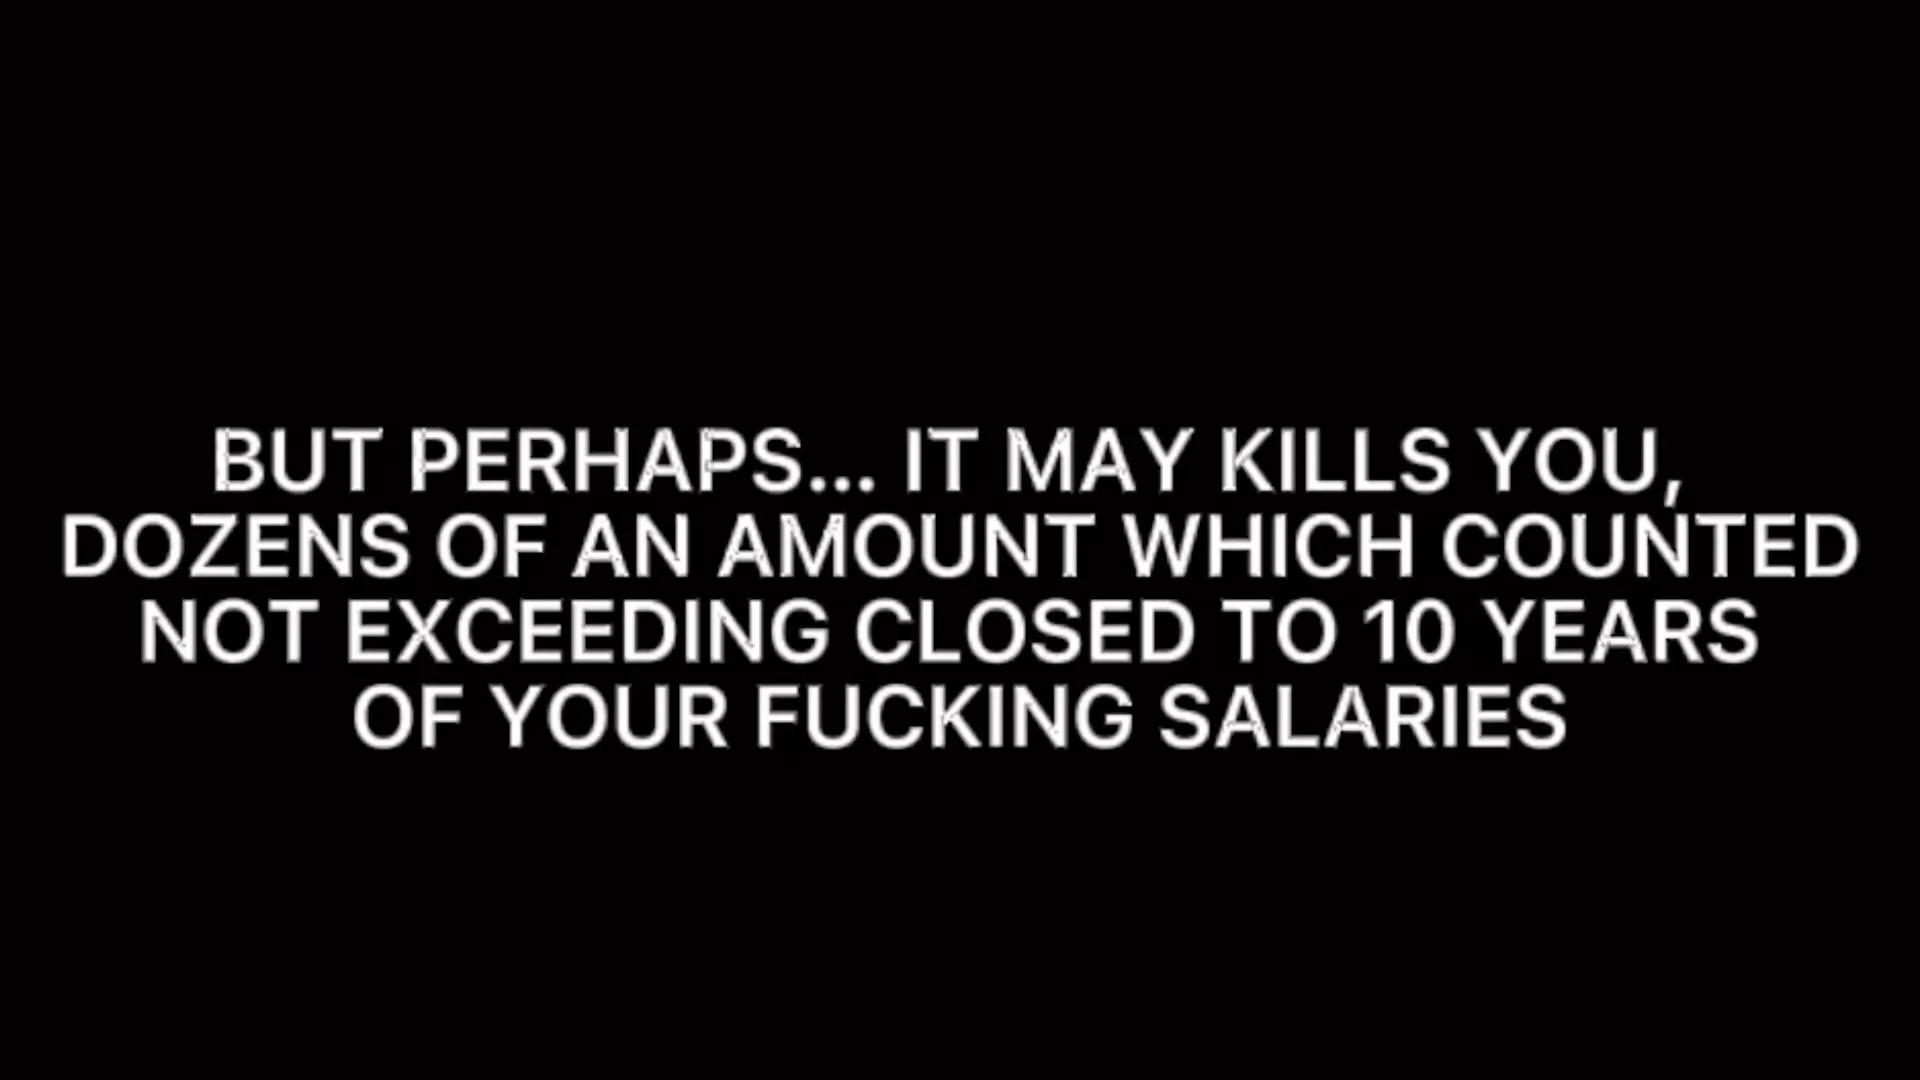 BUT PERHAPS... IT MAY KILLS YOU,
DOZENS OF AN AMOUNT WHICH COUNTED
NOT EXCEEDING CLOSED TO 10 YEARS
OF YOUR FUCKING SALARIES